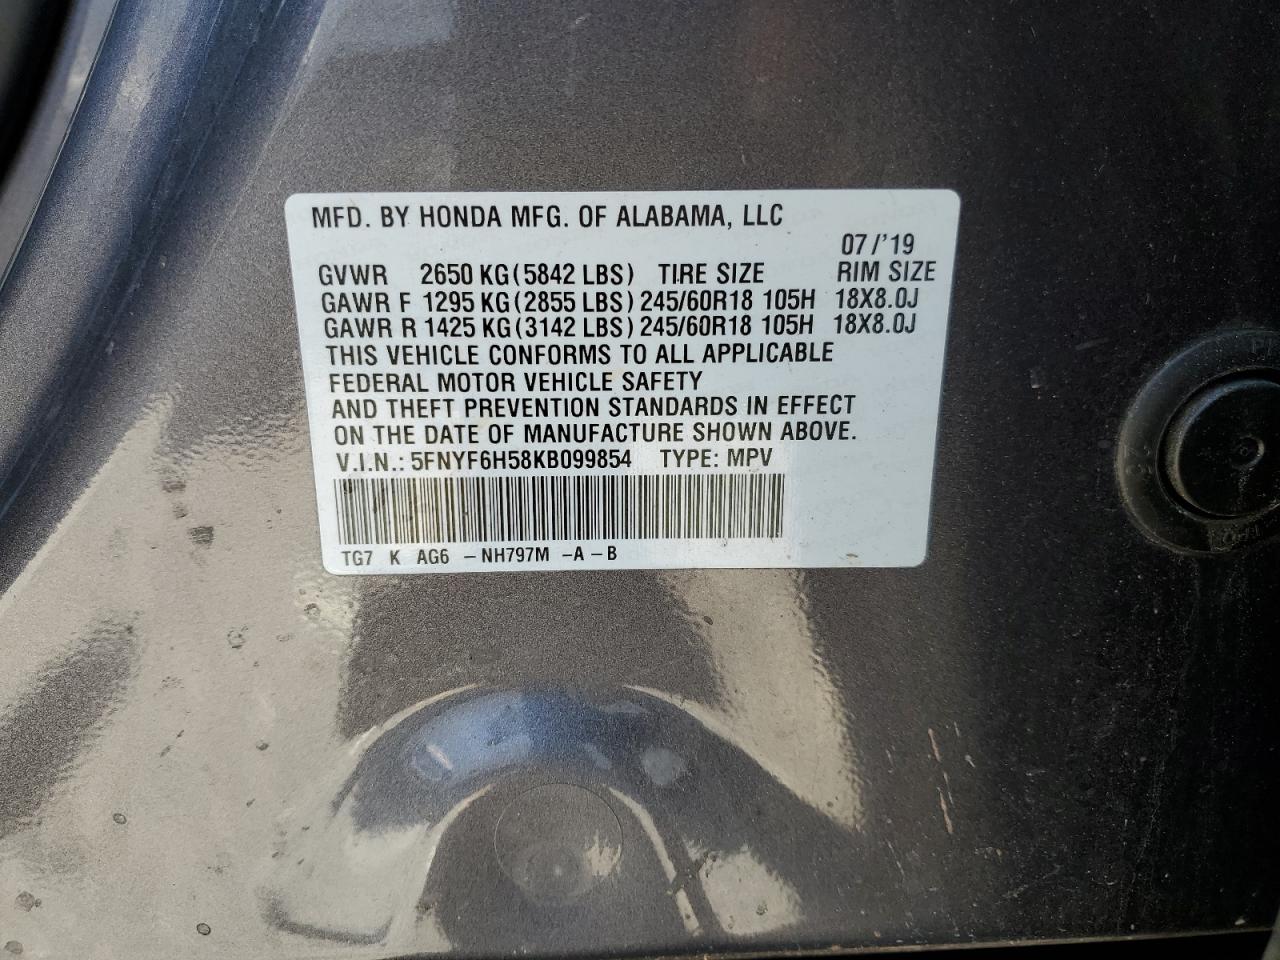 MFD. BY HONDA MFG. OF ALABAMA, LLC
07/'19
GVWR 2650 KG(5842 LBS) TIRE SIZE RIM SIZE
GAWR F 1295 KG(2855 LBS) 245/60R18 105H 18X8.0J
GAWR R 1425 KG(3142 LBS) 245/60R18 105H 18X8.0J
THIS VEHICLE CONFORMS TO ALL APPLICABLE
FEDERAL MOTOR VEHICLE SAFETY
AND THEFT PREVENTION STANDARDS IN EFFECT
ON THE DATE OF MANUFACTURE SHOWN ABOVE.
V.I.N.: 5FNYF6H58KB099854 TYPE: MPV
TG7 K AG6 –NH797M –A –B